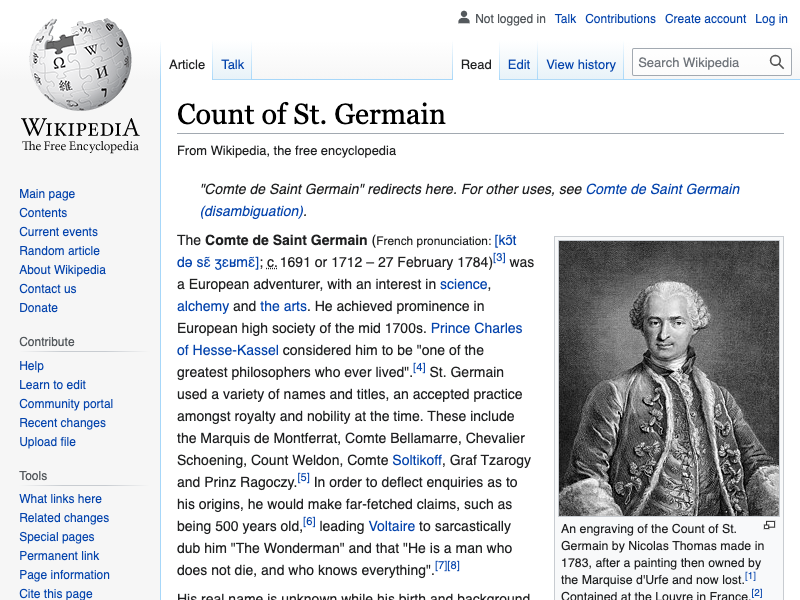 Not logged in Talk Contributions Create account Log in
Article Talk Read Edit View history Search Wikipedia
WIKIPEDIA
The Free Encyclopedia
Main page
Contents
Current events
Random article
About Wikipedia
Contact us
Donate
Contribute
Help
Learn to edit
Community portal
Recent changes
Upload file
Tools
What links here
Related changes
Special pages
Permanent link
Page information
Cite this page
Count of St. Germain
From Wikipedia, the free encyclopedia
"Comte de Saint Germain" redirects here. For other uses, see Comte de Saint Germain
(disambiguation).
The Comte de Saint Germain (French pronunciation: [kɔ̃t
də sɛ̃ ʒɛʁmɛ̃]; c. 1691 or 1712 – 27 February 1784)[3] was
a European adventurer, with an interest in science,
alchemy and the arts. He achieved prominence in
European high society of the mid 1700s. Prince Charles
of Hesse-Kassel considered him to be "one of the
greatest philosophers who ever lived".[4] St. Germain
used a variety of names and titles, an accepted practice
amongst royalty and nobility at the time. These include
the Marquis de Montferrat, Comte Bellamarre, Chevalier
Schoening, Count Weldon, Comte Soltikoff, Graf Tzarogy
and Prinz Ragoczy.[5] In order to deflect enquiries as to
his origins, he would make far-fetched claims, such as
being 500 years old,[6] leading Voltaire to sarcastically
dub him "The Wonderman" and that "He is a man who
does not die, and who knows everything".[7][8]
His real name is unknown while his birth and background
An engraving of the Count of St.
Germain by Nicolas Thomas made in
1783, after a painting then owned by
the Marquise d'Urfe and now lost.[1]
Contained at the Louvre in France.[2]